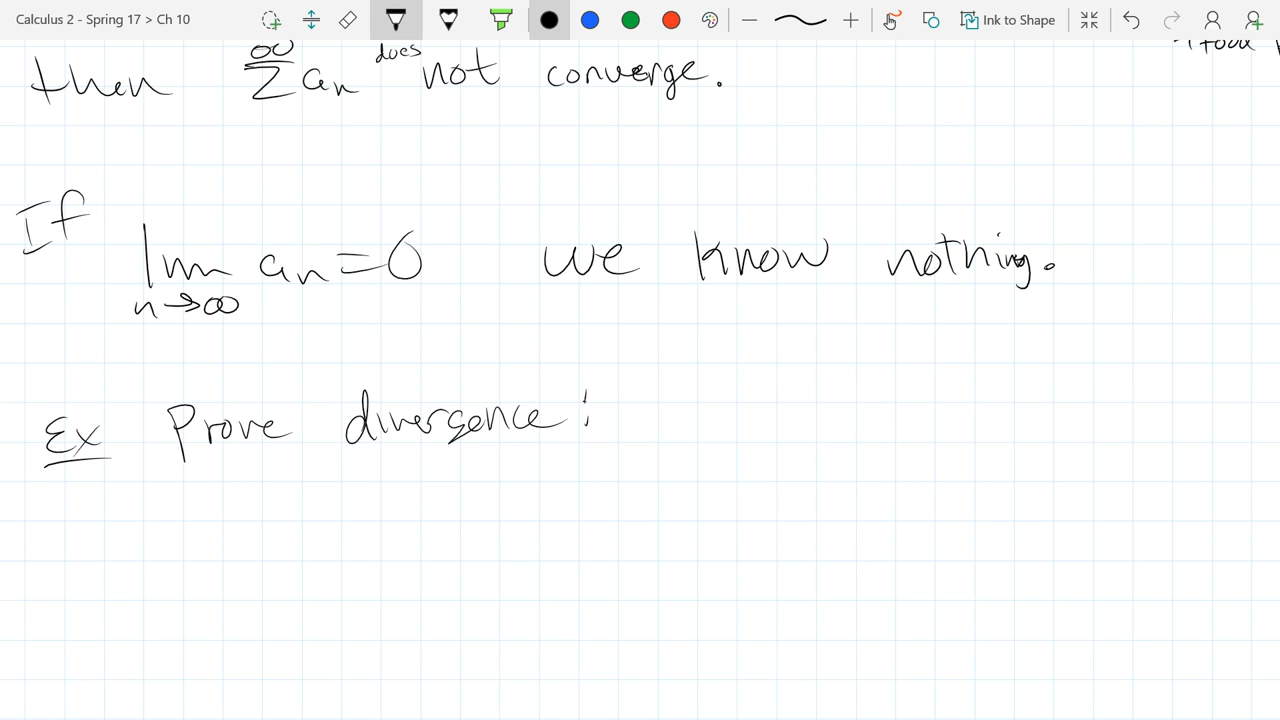 Calculus 2 - Spring 17 > Ch 10
Ink to Shape
then ∞ Σ aₙ does not converge.
If
lim aₙ = 0 we know nothing.
n→∞
Ex Prove divergence: